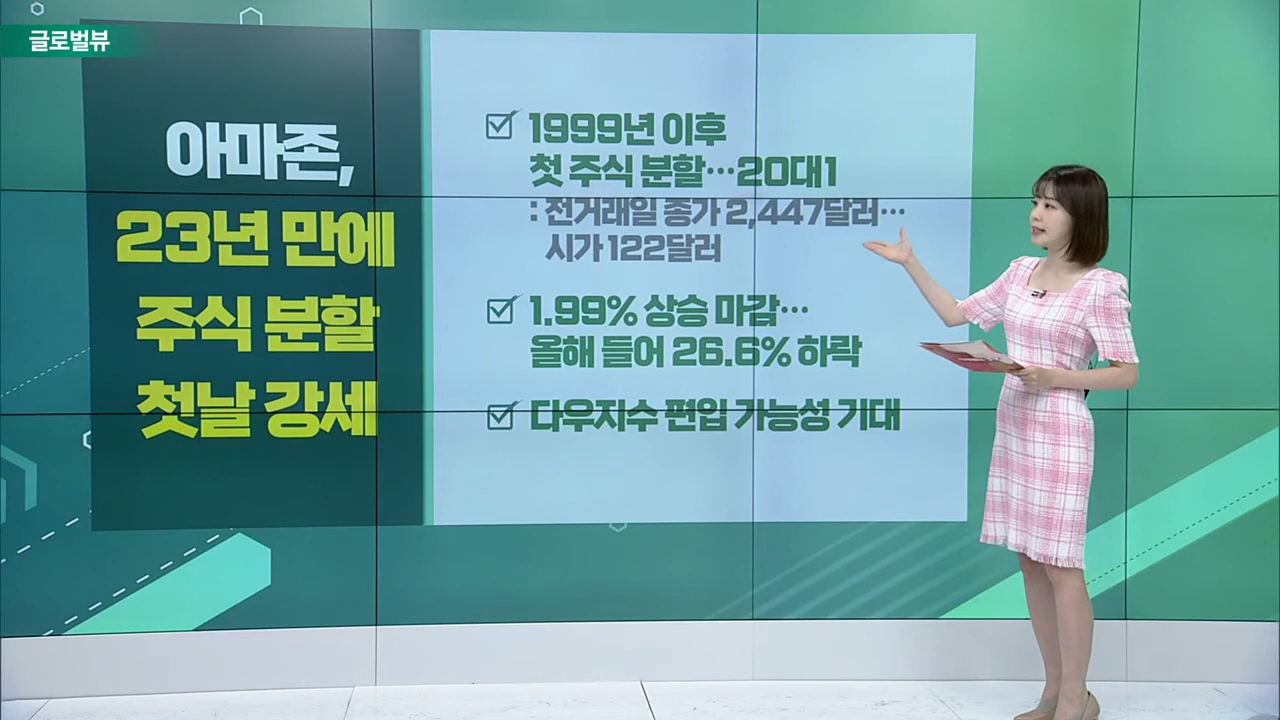 글로벌뷰
아마존,
23년 만에
주식 분할
첫날 강세
1999년 이후
첫 주식 분할…20대1
: 전거래일 종가 2,447달러…
시가 122달러
1.99% 상승 마감…
올해 들어 26.6% 하락
다우지수 편입 가능성 기대